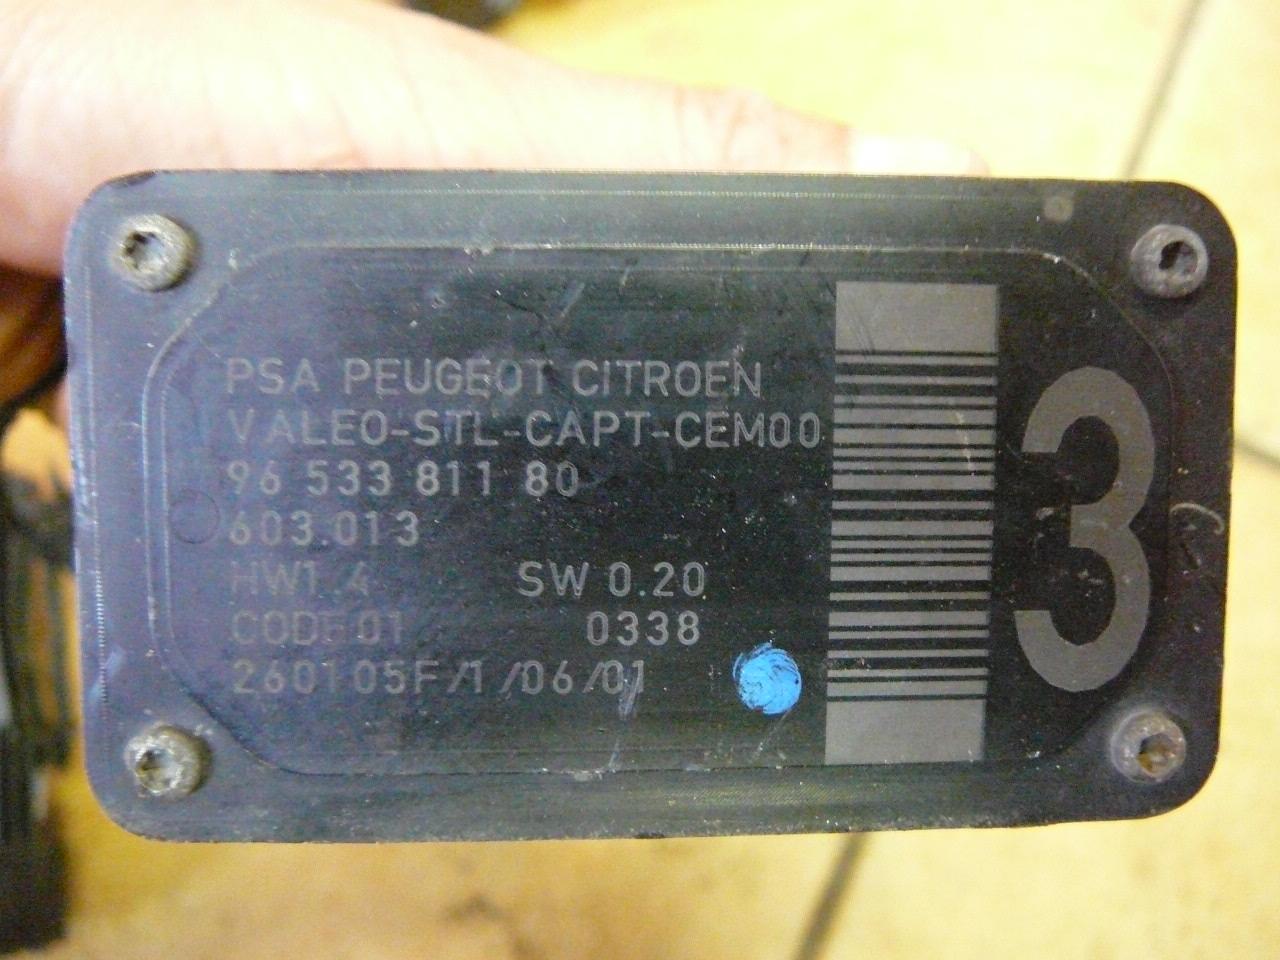 PSA PEUGEOT CITROEN
VALEO-STL-CAPT-CEM00
96 533 811 80
603.013
HW1.4 SW 0.20
CODE 01 0338
260105F/1/06/01
3